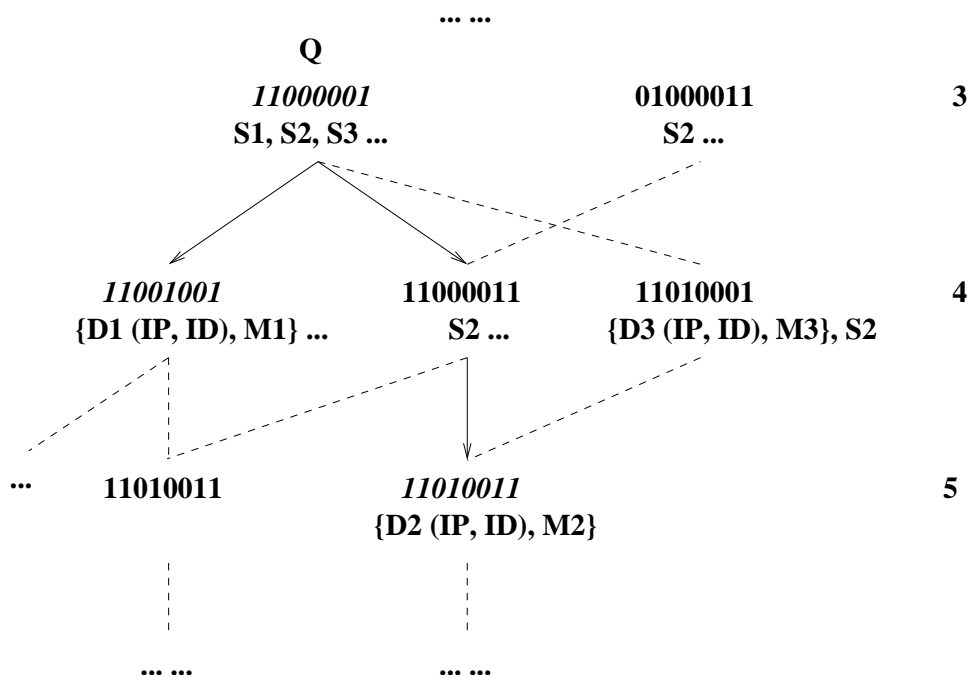 ... ...
Q
11000001 01000011 3
S1, S2, S3 ... S2 ...
11001001 11000011 11010001 4
{D1 (IP, ID), M1} ... S2 ... {D3 (IP, ID), M3}, S2
... 11010011 11010011 5
{D2 (IP, ID), M2}
... ... ... ...